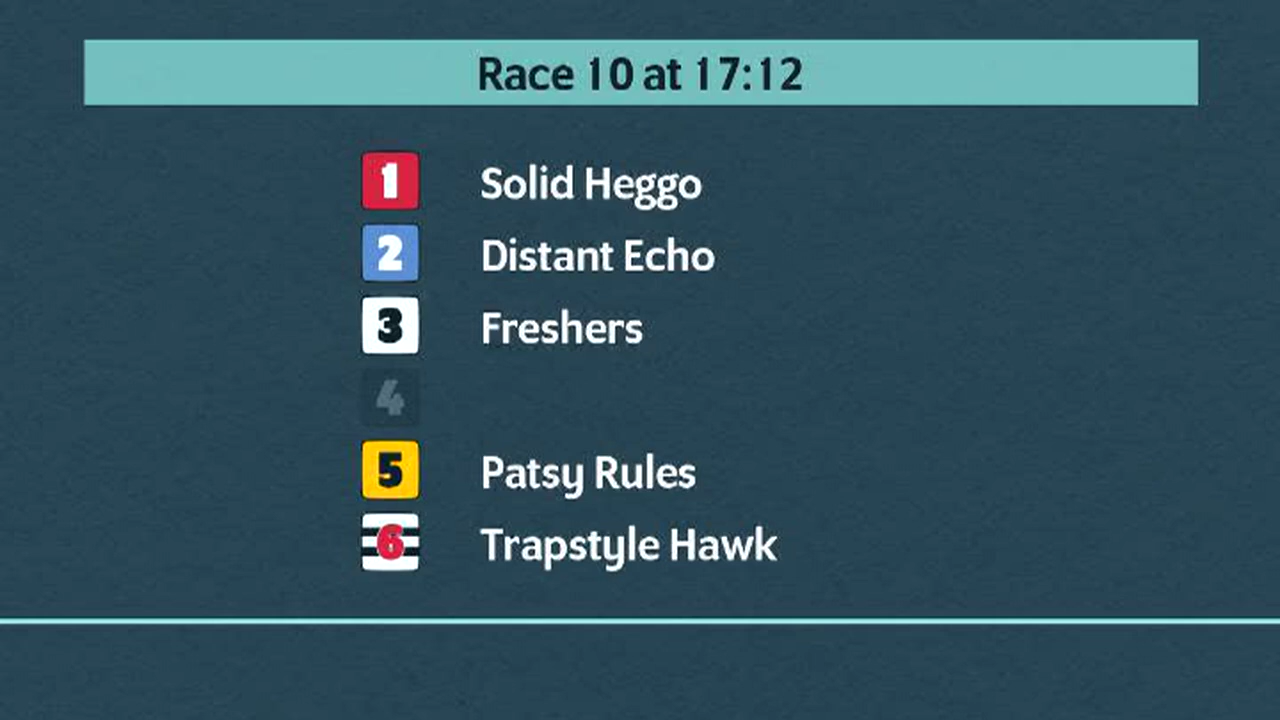 Race 10 at 17:12
1 Solid Heggo
2 Distant Echo
3 Freshers
4
5 Patsy Rules
6 Trapstyle Hawk